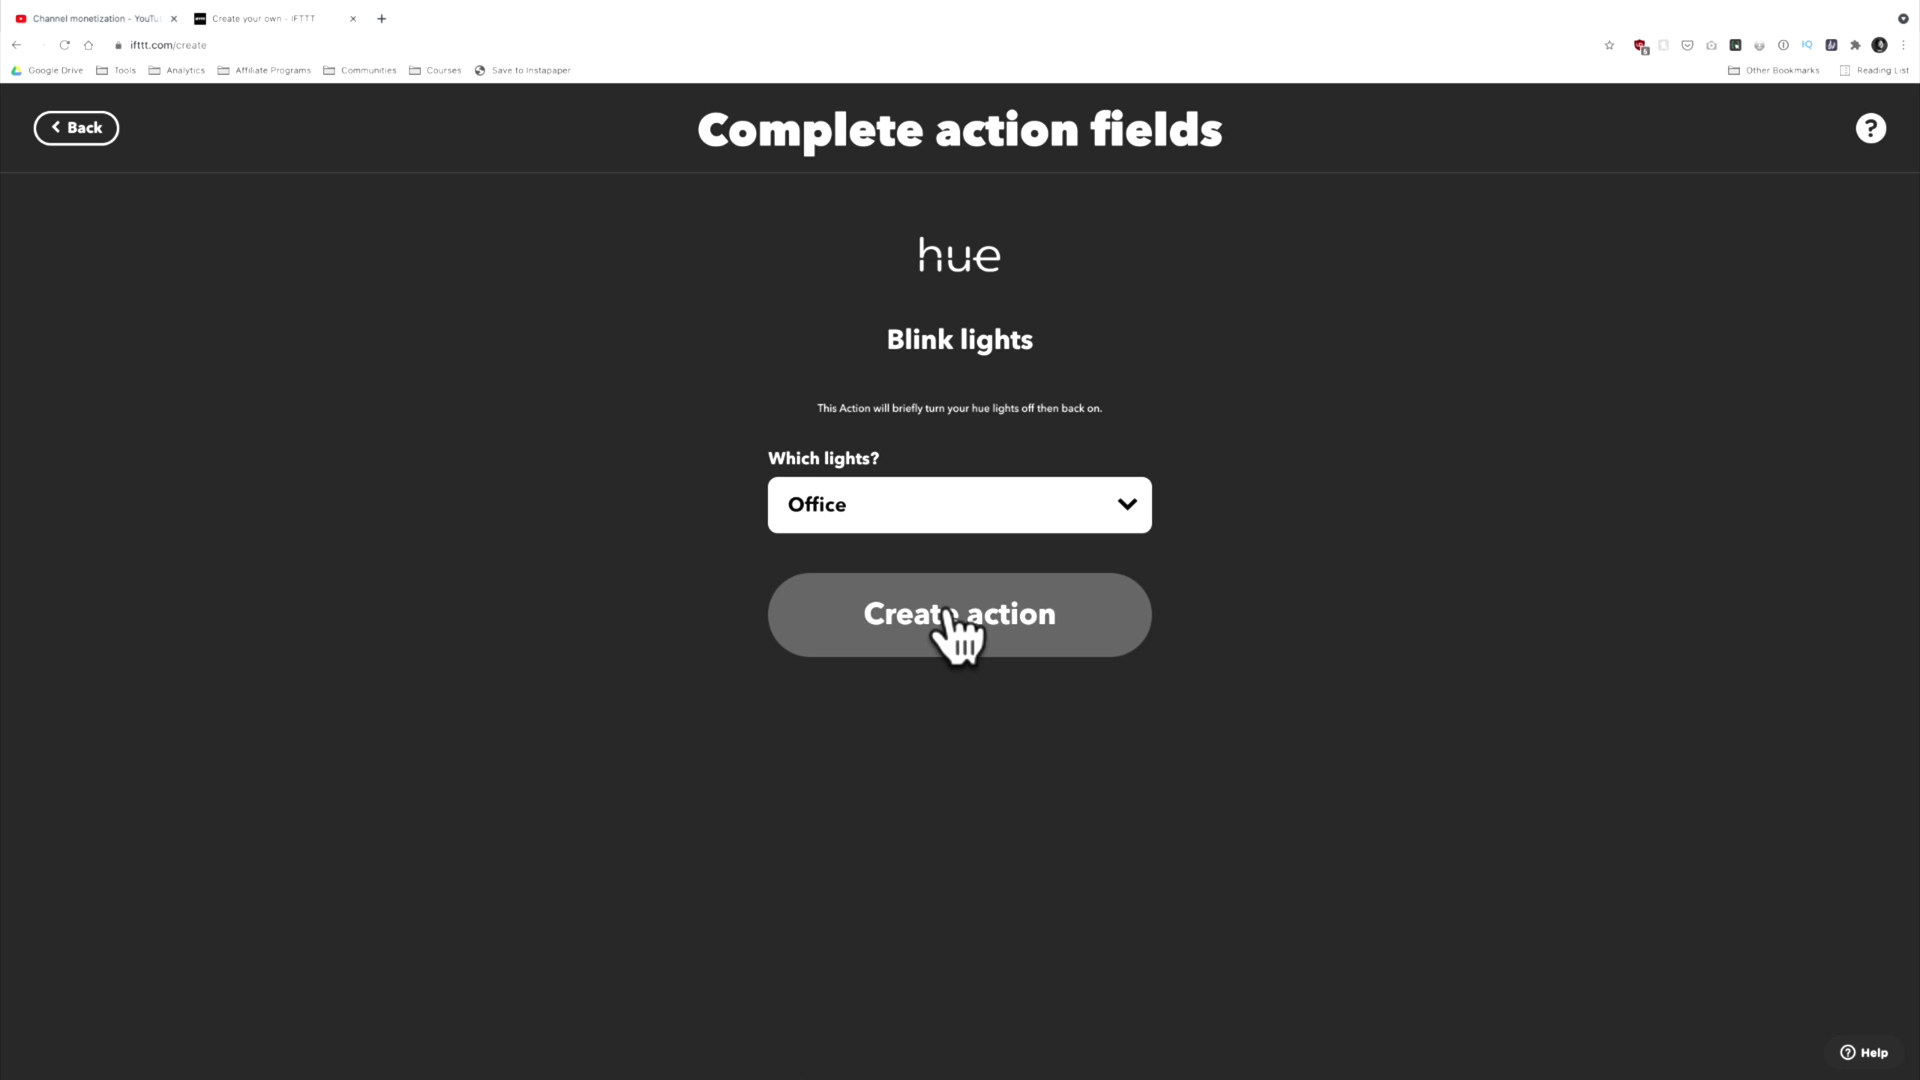 Channel monetization - YouTu
Create your own - IFTTT
ifttt.com/create
Google Drive Tools Analytics Affiliate Programs Communities Courses Save to Instapaper Other Bookmarks Reading List
Back
Complete action fields
hue
Blink lights
This Action will briefly turn your hue lights off then back on.
Which lights?
Office
Create action
Help